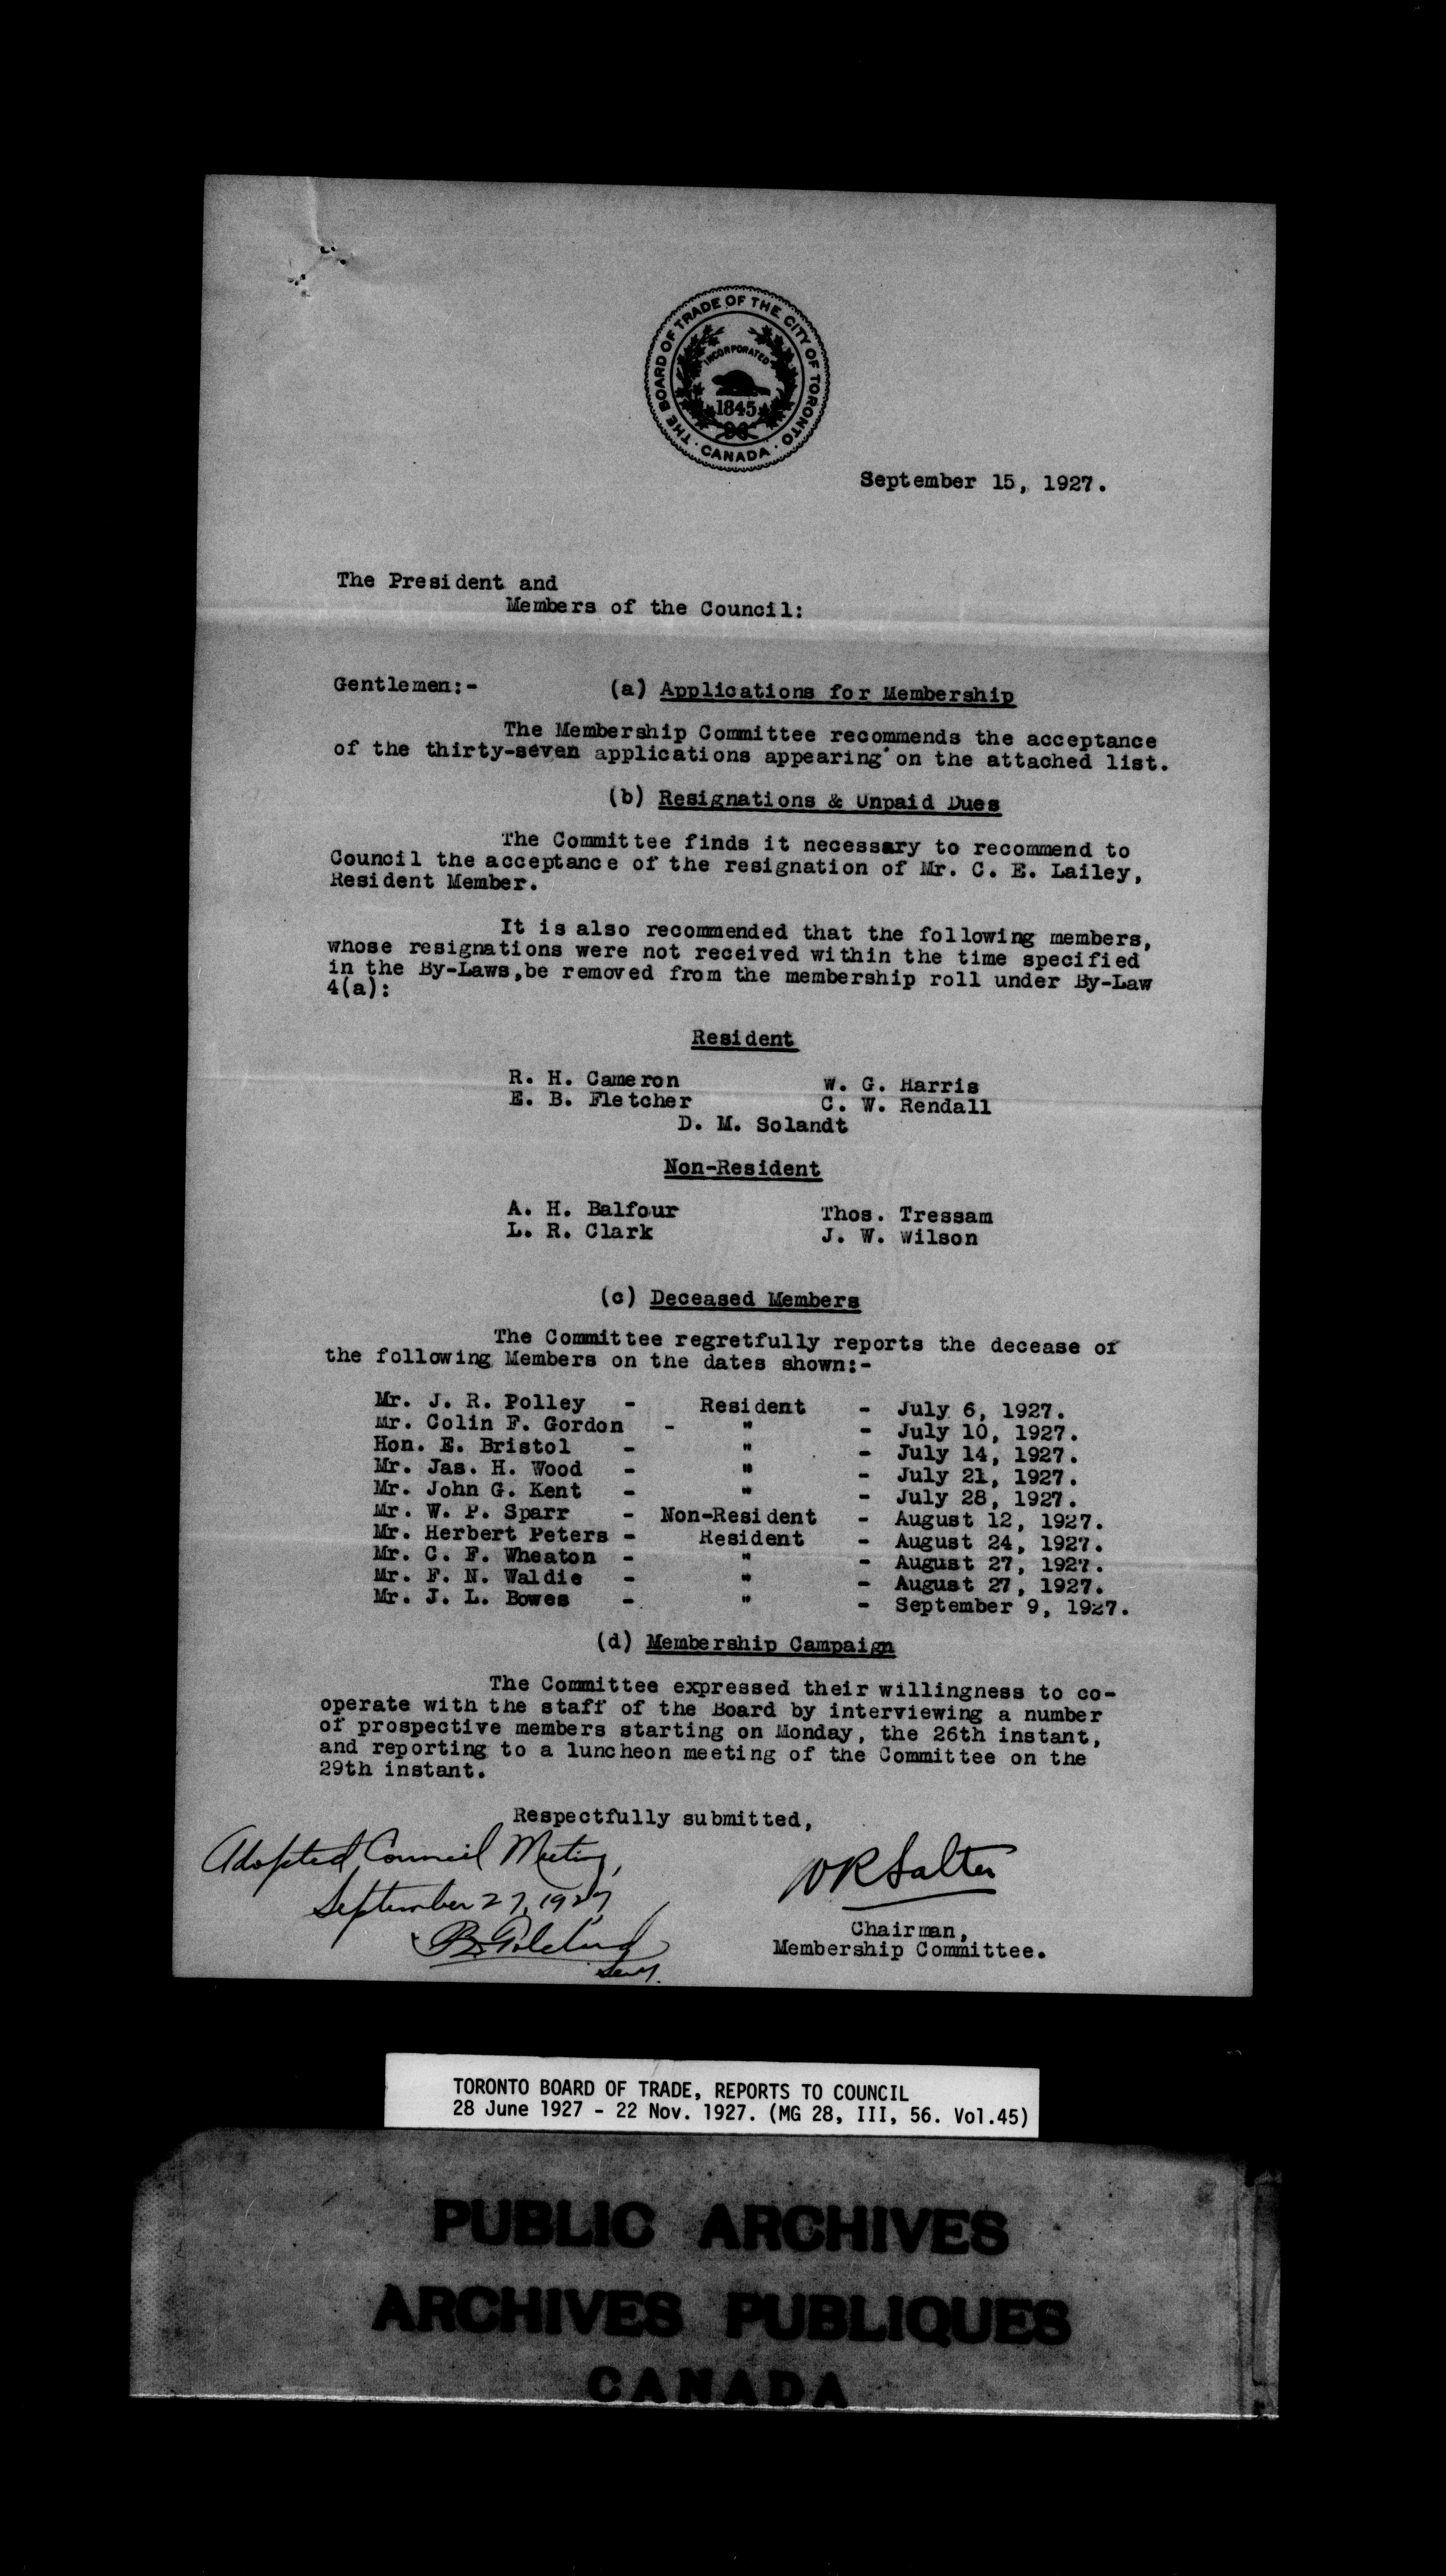 THE BOARD OF TRADE OF THE CITY OF TORONTO
· CANADA ·
INCORPORATED
1845
September 15, 1927.
The President and
Members of the Council:
Gentlemen:- (a) Applications for Membership
The Membership Committee recommends the acceptance
of the thirty-seven applications appearing on the attached list.
(b) Resignations & Unpaid Dues
The Committee finds it necessary to recommend to
Council the acceptance of the resignation of Mr. C. E. Lailey,
Resident Member.
It is also recommended that the following members,
whose resignations were not received within the time specified
in the By-Laws,be removed from the membership roll under By-Law
4(a):
Resident
R. H. Cameron W. G. Harris
E. B. Fletcher C. W. Rendall
D. M. Solandt
Non-Resident
A. H. Balfour Thos. Tressam
L. R. Clark J. W. Wilson
(c) Deceased Members
The Committee regretfully reports the decease of
the following Members on the dates shown:-
Mr. J. R. Polley - Resident - July 6, 1927.
Mr. Colin F. Gordon - " - July 10, 1927.
Hon. E. Bristol - " - July 14, 1927.
Mr. Jas. H. Wood - " - July 21, 1927.
Mr. John G. Kent - " - July 28, 1927.
Mr. W. P. Sparr - Non-Resident - August 12, 1927.
Mr. Herbert Peters - Resident - August 24, 1927.
Mr. C. F. Wheaton - " - August 27, 1927.
Mr. F. N. Waldie - " - August 27, 1927.
Mr. J. L. Bowes - " - September 9, 1927.
(d) Membership Campaign
The Committee expressed their willingness to co-
operate with the staff of the Board by interviewing a number
of prospective members starting on Monday, the 26th instant,
and reporting to a luncheon meeting of the Committee on the
29th instant.
Respectfully submitted,
Adopted Council Meeting,
September 27, 1927
Secy.
W R Salter
Chairman,
Membership Committee.
TORONTO BOARD OF TRADE, REPORTS TO COUNCIL
28 June 1927 - 22 Nov. 1927. (MG 28, III, 56. Vol.45)
PUBLIC ARCHIVES
ARCHIVES PUBLIQUES
CANADA